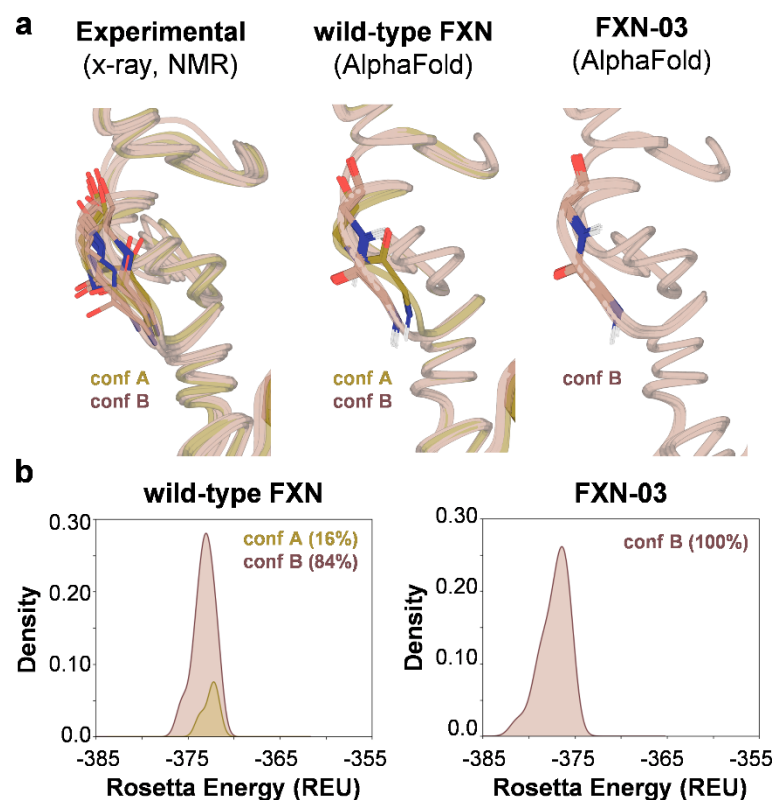 a
Experimental
(x-ray, NMR)
wild-type FXN
(AlphaFold)
FXN-03
(AlphaFold)
conf A
conf B
conf A
conf B
conf B
b
wild-type FXN
conf A (16%)
conf B (84%)
Density
0.30
0.20
0.10
0.0
-385
-375
-365
-355
Rosetta Energy (REU)
FXN-03
conf B (100%)
Density
0.30
0.20
0.10
0.0
-385
-375
-365
-355
Rosetta Energy (REU)